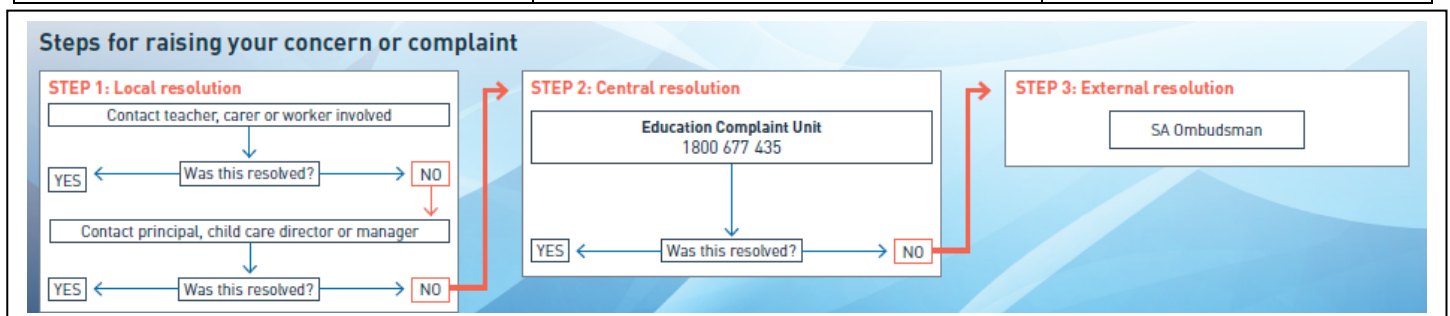 Steps for raising your concern or complaint
STEP 1: Local resolution
Contact teacher, carer or worker involved
Was this resolved?
YES
NO
Contact principal, child care director or manager
Was this resolved?
YES
NO
STEP 2: Central resolution
Education Complaint Unit
1800 677 435
Was this resolved?
YES
NO
STEP 3: External resolution
SA Ombudsman